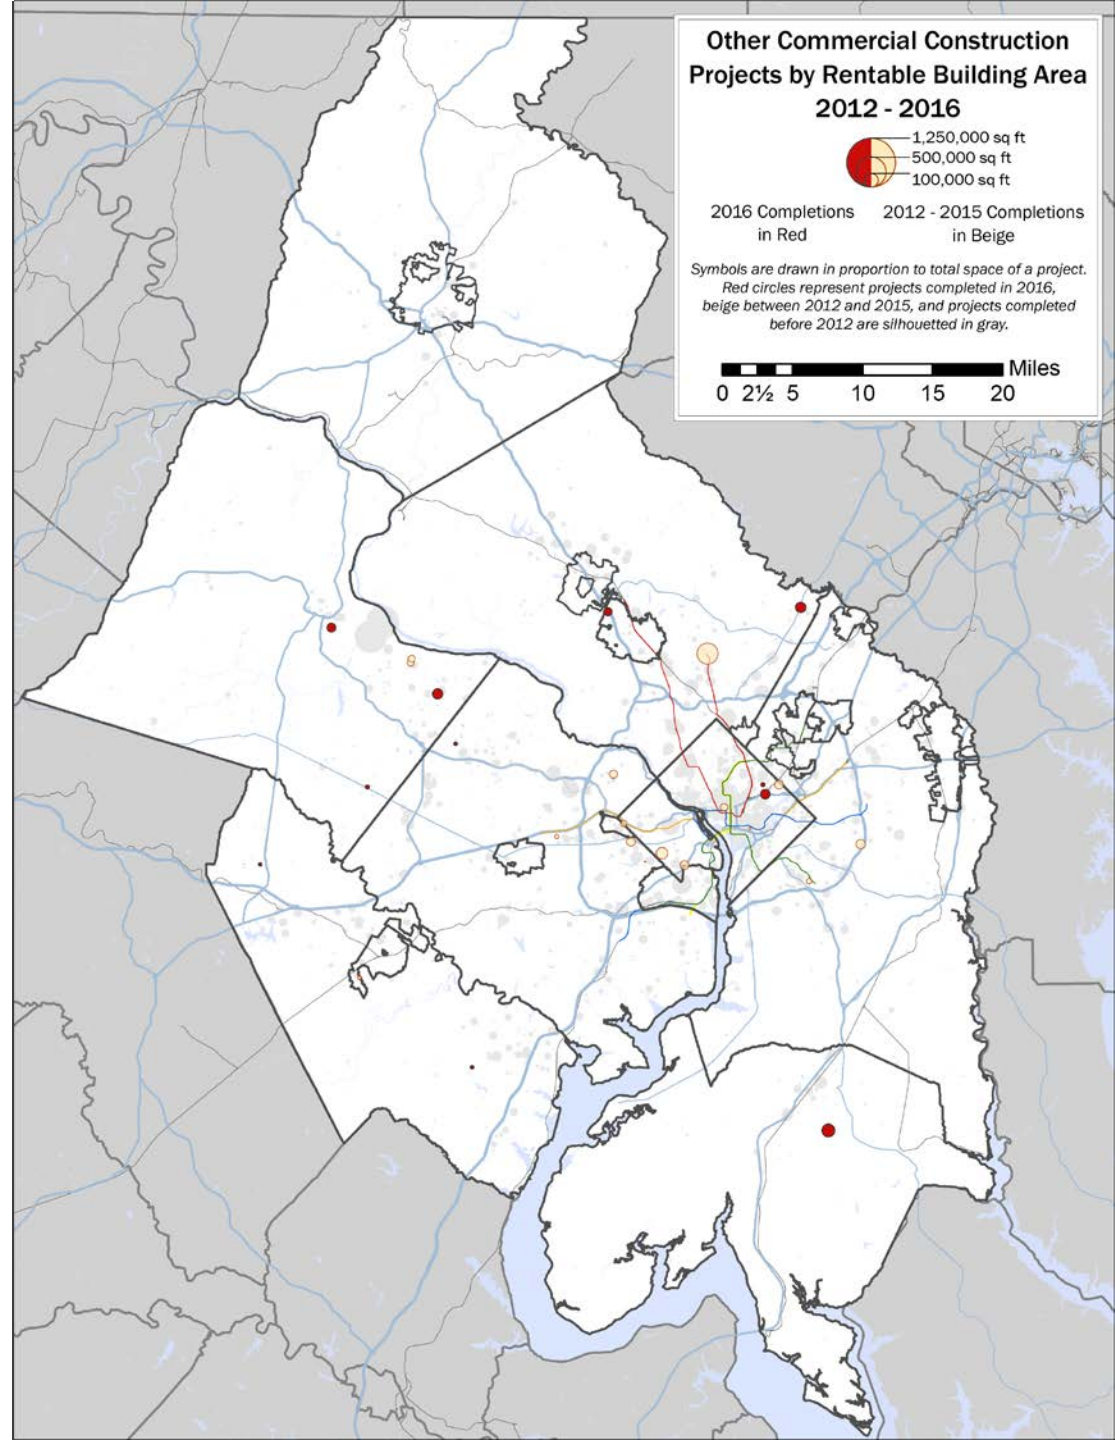 Other Commercial Construction
Projects by Rentable Building Area
2012 - 2016
1,250,000 sq ft
500,000 sq ft
100,000 sq ft
2016 Completions
in Red
2012 - 2015 Completions
in Beige
Symbols are drawn in proportion to total space of a project.
Red circles represent projects completed in 2016,
beige between 2012 and 2015, and projects completed
before 2012 are silhouetted in gray.
Miles
0 2½ 5 10 15 20